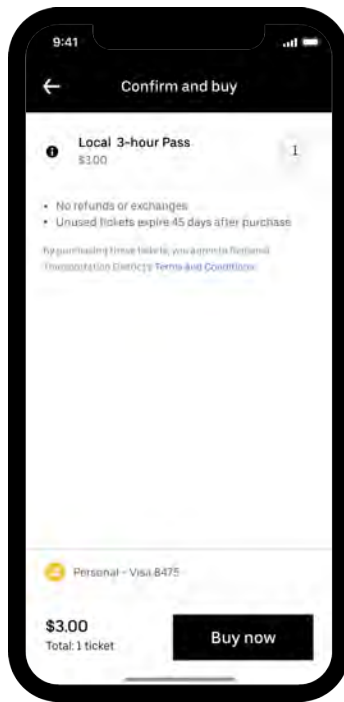 9:41
Confirm and buy
Local 3-hour Pass
$3.00
1
• No refunds or exchanges
• Unused tickets expire 45 days after purchase
By purchasing these tickets, you agree to Regional
Transportation District's Terms and Conditions.
Personal - Visa 8475
$3.00
Total: 1 ticket
Buy now